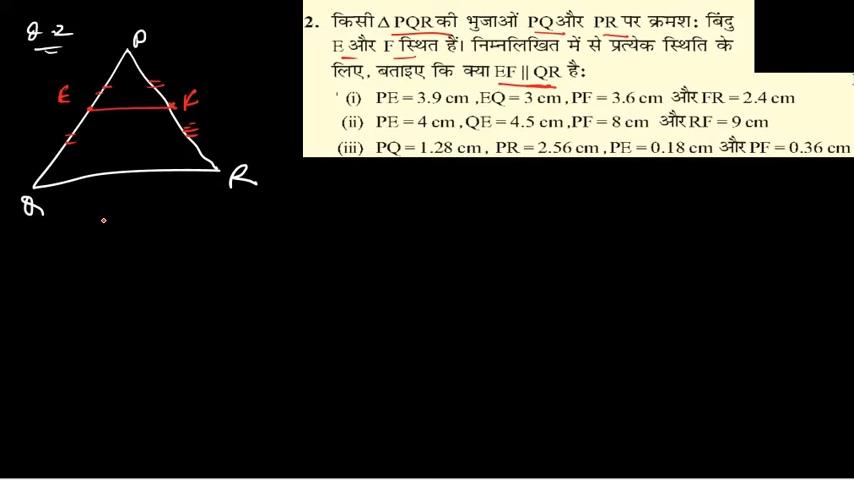 Q-2
P
E
F
Q
R
2. किसी Δ PQR की भुजाओं PQ और PR पर क्रमश: बिंदु
E और F स्थित हैं। निम्नलिखित में से प्रत्येक स्थिति के
लिए, बताइए कि क्या EF || QR है:
(i) PE = 3.9 cm, EQ = 3 cm, PF = 3.6 cm और FR = 2.4 cm
(ii) PE = 4 cm, QE = 4.5 cm, PF = 8 cm और RF = 9 cm
(iii) PQ = 1.28 cm, PR = 2.56 cm, PE = 0.18 cm और PF = 0.36 cm